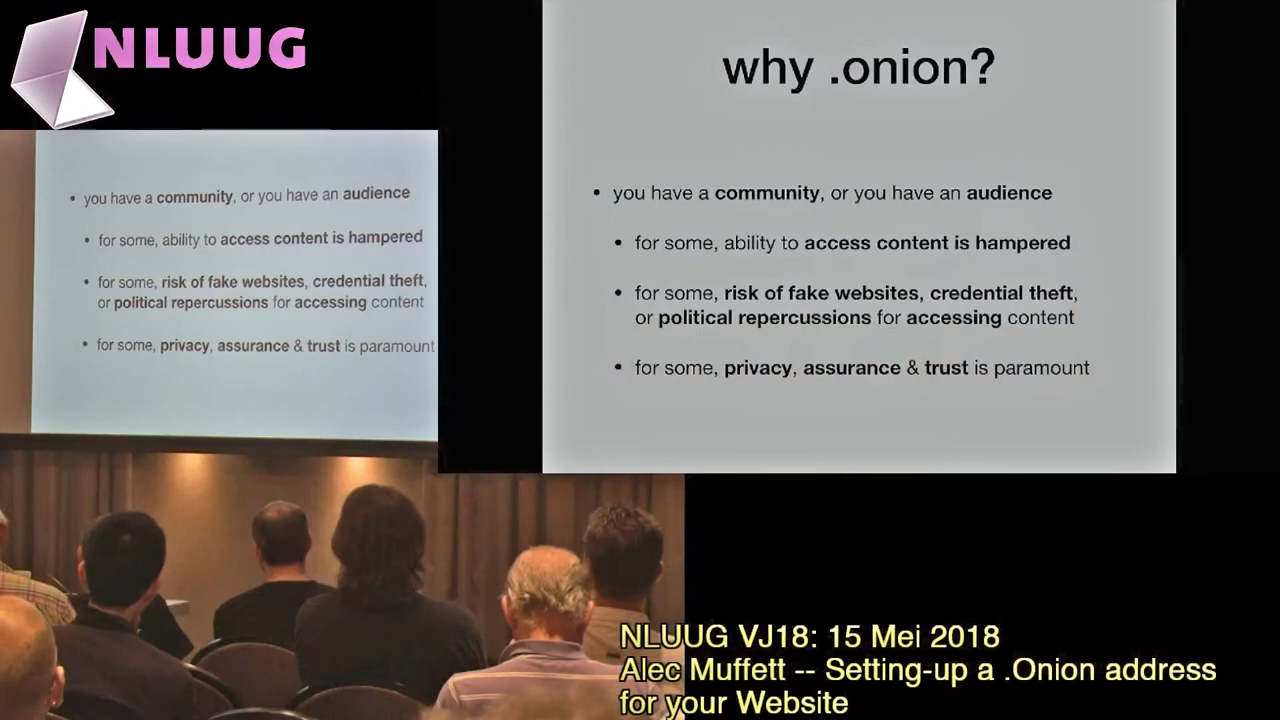 NLUUG
why .onion?
• you have a community, or you have an audience
• for some, ability to access content is hampered
• for some, risk of fake websites, credential theft,
or political repercussions for accessing content
• for some, privacy, assurance & trust is paramount
• you have a community, or you have an audience
• for some, ability to access content is hampered
• for some, risk of fake websites, credential theft,
or political repercussions for accessing content
• for some, privacy, assurance & trust is paramount
NLUUG VJ18: 15 Mei 2018
Alec Muffett -- Setting-up a .Onion address
for your Website